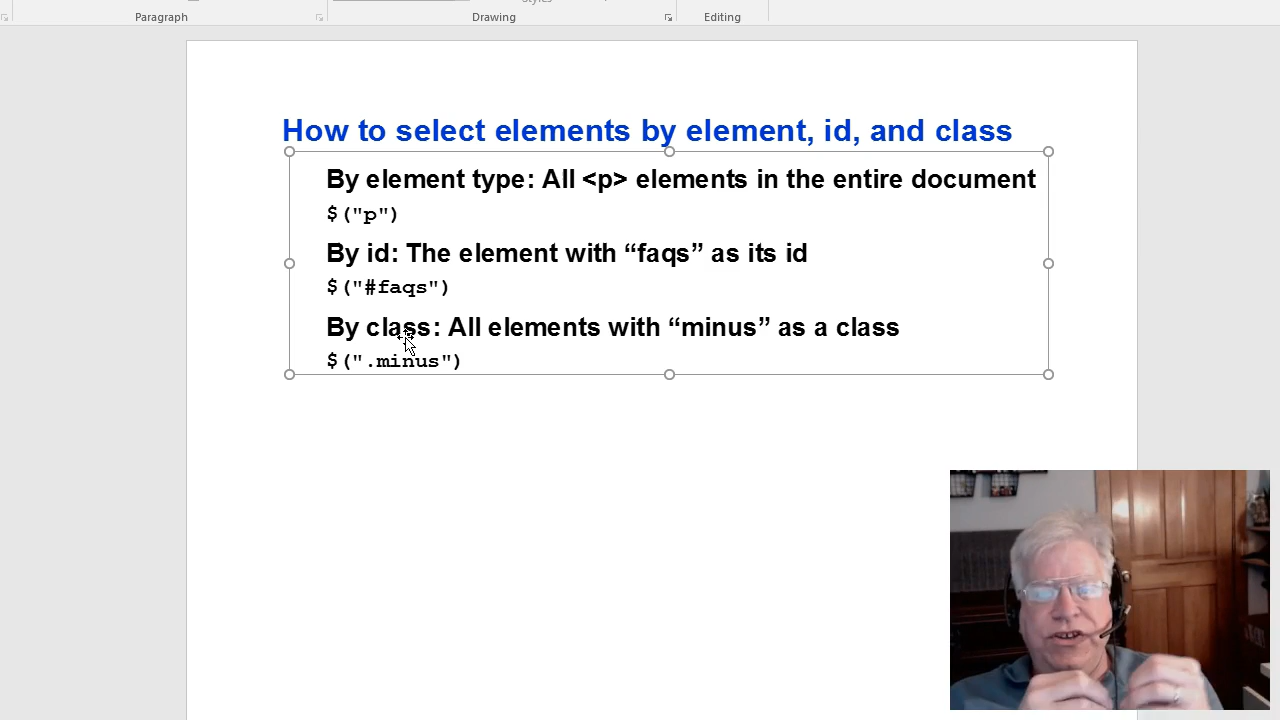 Paragraph
Drawing
Editing
How to select elements by element, id, and class
By element type: All <p> elements in the entire document
$("p")
By id: The element with “faqs” as its id
$("#faqs")
By class: All elements with “minus” as a class
$(".minus")